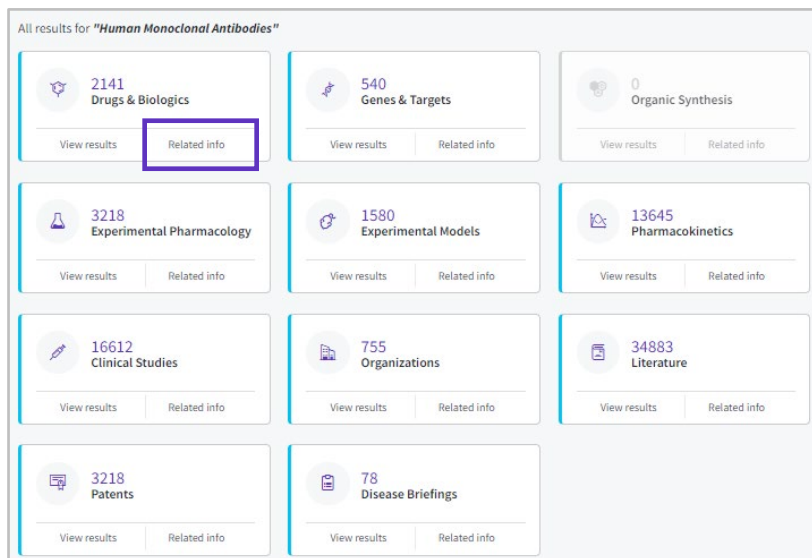 All results for "Human Monoclonal Antibodies"
2141
Drugs & Biologics
View results
Related info
540
Genes & Targets
View results
Related info
0
Organic Synthesis
View results
Related info
3218
Experimental Pharmacology
View results
Related info
1580
Experimental Models
View results
Related info
13645
Pharmacokinetics
View results
Related info
16612
Clinical Studies
View results
Related info
755
Organizations
View results
Related info
34883
Literature
View results
Related info
3218
Patents
View results
Related info
78
Disease Briefings
View results
Related info